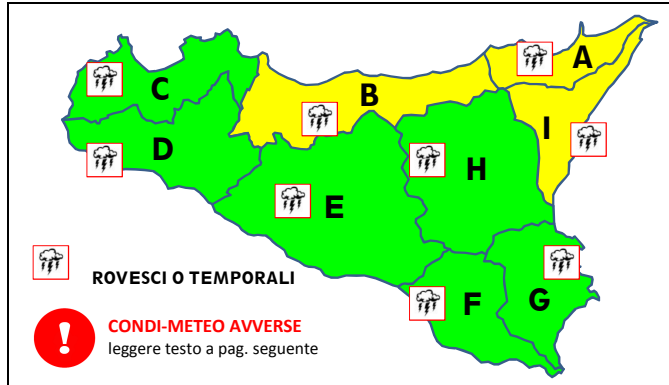 A
C
B
I
D
H
E
ROVESCI O TEMPORALI
F
G
!
CONDI-METEO AVVERSE
leggere testo a pag. seguente